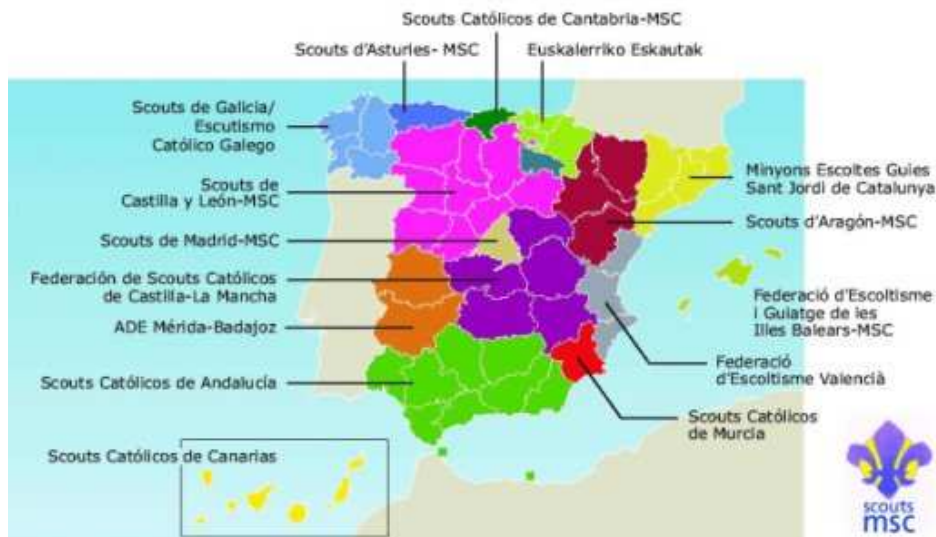 Scouts Católicos de Cantabria-MSC
Scouts d'Asturies- MSC
Euskalerriko Eskautak
Scouts de Galicia/
Escutismo
Católico Galego
Minyons Escoltes Guies
Sant Jordi de Catalunya
Scouts de
Castilla y León-MSC
Scouts d'Aragón-MSC
Scouts de Madrid-MSC
Federación de Scouts Católicos
de Castilla-La Mancha
Federació d'Escoltisme
i Guiatge de les
Illes Balears-MSC
ADE Mérida-Badajoz
Federació
d'Escoltisme Valencià
Scouts Católicos de Andalucía
Scouts Católicos
de Murcia
Scouts Católicos de Canarias
scouts
msc